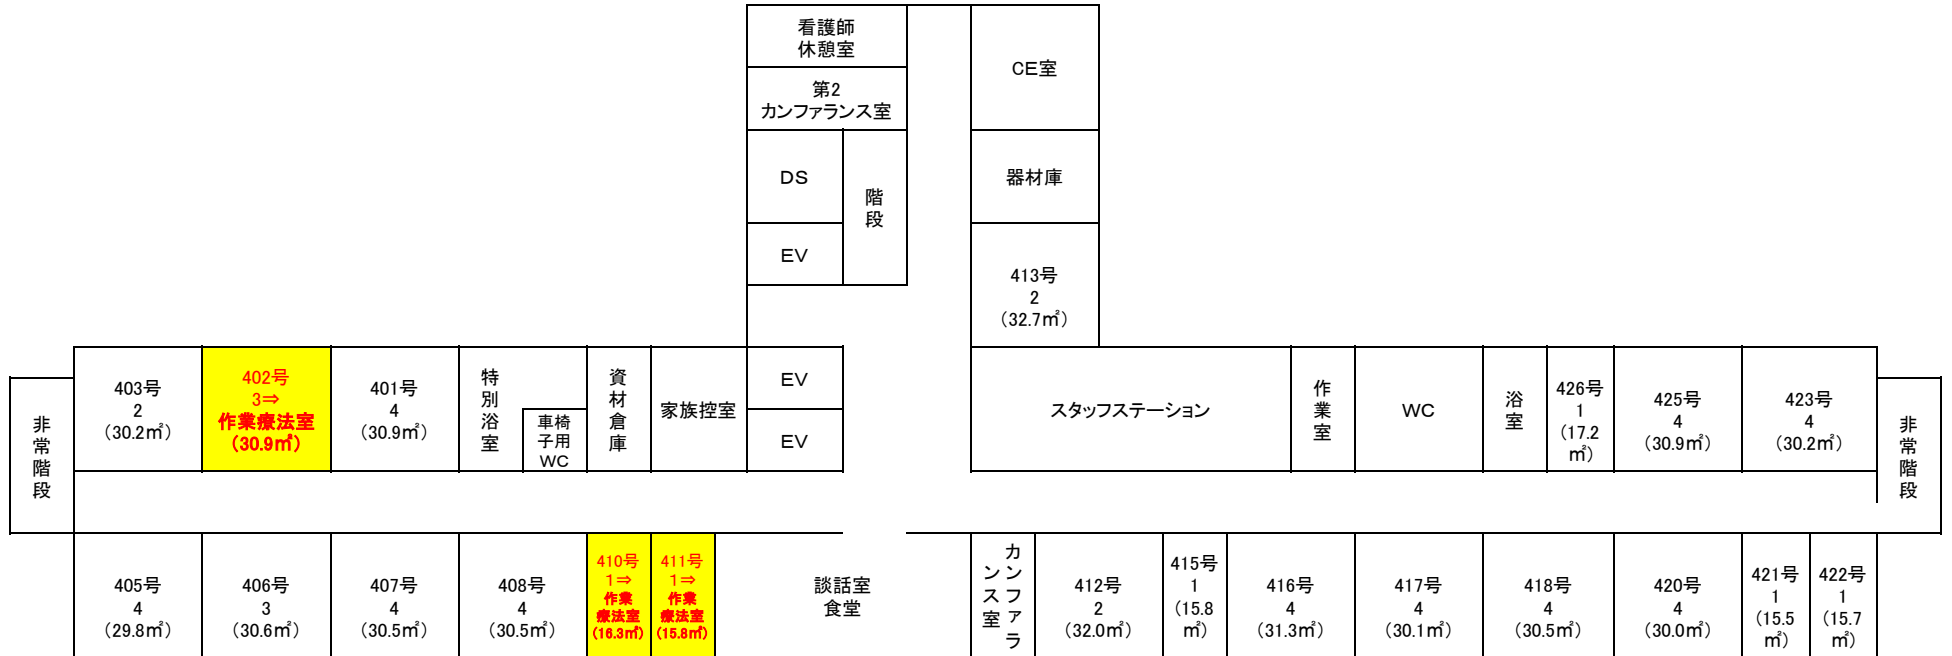 看護師
休憩室
第2
カンファランス室
CE室
DS
階段
器材庫
EV
413号
2
(32.7㎡)
非常階段
403号
2
(30.2㎡)
402号
3⇒
作業療法室
(30.9㎡)
401号
4
(30.9㎡)
特別浴室
車椅
子用
WC
資材倉庫
家族控室
EV
EV
スタッフステーション
作業室
WC
浴室
426号
1
(17.2
㎡)
425号
4
(30.9㎡)
423号
4
(30.2㎡)
非常階段
405号
4
(29.8㎡)
406号
3
(30.6㎡)
407号
4
(30.5㎡)
408号
4
(30.5㎡)
410号
1⇒
作業
療法室
(16.3㎡)
411号
1⇒
作業
療法室
(15.8㎡)
談話室
食堂
カンファラ
ンス室
412号
2
(32.0㎡)
415号
1
(15.8
㎡)
416号
4
(31.3㎡)
417号
4
(30.1㎡)
418号
4
(30.5㎡)
420号
4
(30.0㎡)
421号
1
(15.5
㎡)
422号
1
(15.7
㎡)